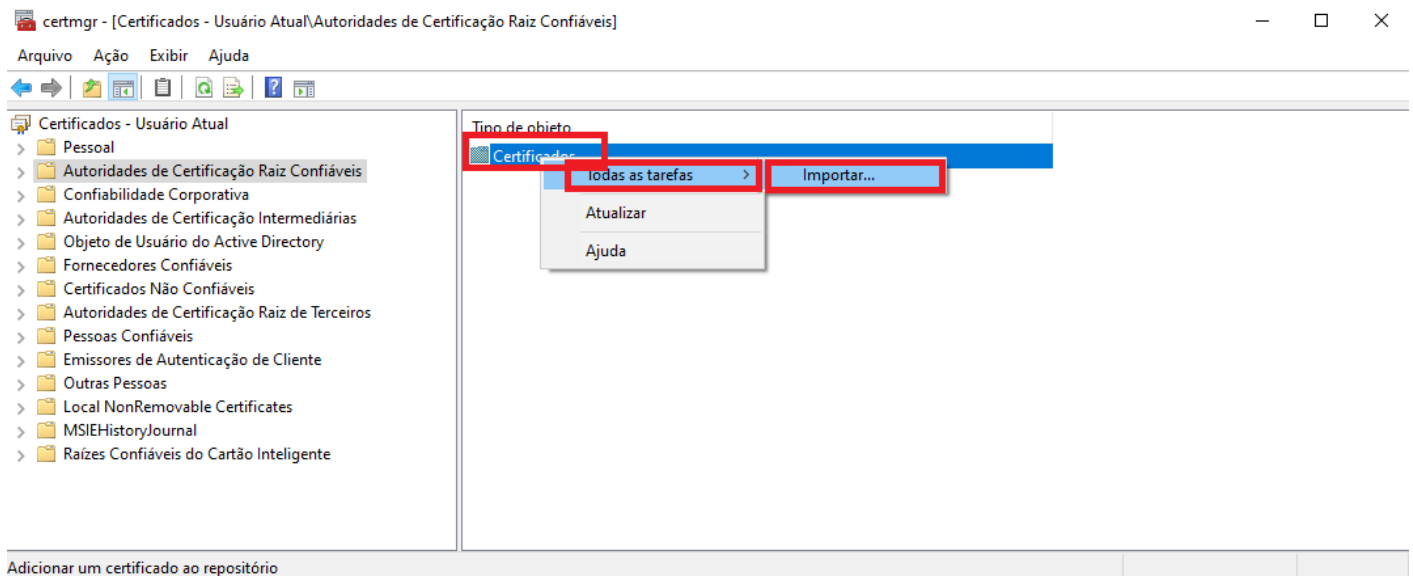 certmgr - [Certificados - Usuário Atual\Autoridades de Certificação Raiz Confiáveis]
Arquivo Ação Exibir Ajuda
Certificados - Usuário Atual
Pessoal
Autoridades de Certificação Raiz Confiáveis
Confiabilidade Corporativa
Autoridades de Certificação Intermediárias
Objeto de Usuário do Active Directory
Fornecedores Confiáveis
Certificados Não Confiáveis
Autoridades de Certificação Raiz de Terceiros
Pessoas Confiáveis
Emissores de Autenticação de Cliente
Outras Pessoas
Local NonRemovable Certificates
MSIEHistoryJournal
Raízes Confiáveis do Cartão Inteligente
Tipo de objeto
Certificados
Todas as tarefas
Importar...
Atualizar
Ajuda
Adicionar um certificado ao repositório